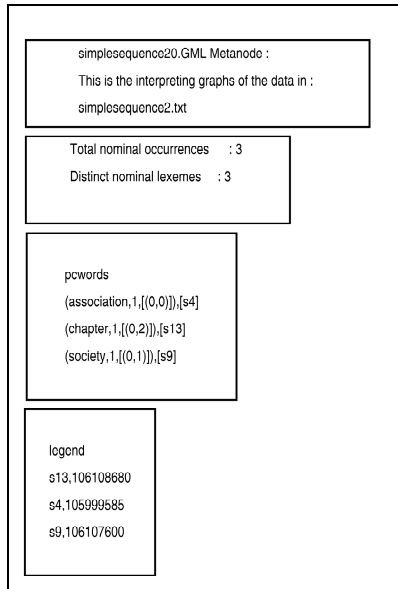 simplesequence20.GML Metanode :
This is the interpreting graphs of the data in :
simplesequence2.txt
Total nominal occurrences : 3
Distinct nominal lexemes : 3
pcwords
(association,1,[(0,0)]),[s4]
(chapter,1,[(0,2)]),[s13]
(society,1,[(0,1)]),[s9]
legend
s13,106108680
s4,105999585
s9,106107600